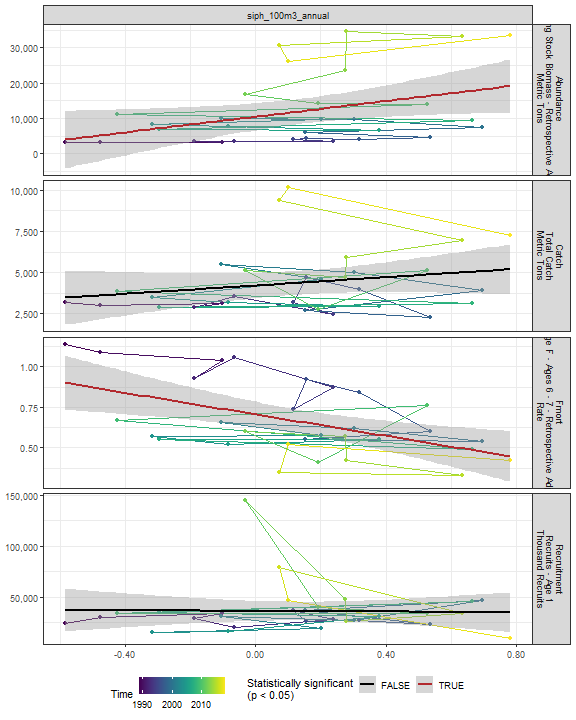 siph_100m3_annual
30,000
20,000
10,000
0
Abundance
ng Stock Biomass - Retrospective A
Metric Tons
10,000
7,500
5,000
2,500
Catch
Total Catch
Metric Tons
1.00
0.75
0.50
Fmort
ge F - Ages 6 - 7 - Retrospective Ad
Rate
150,000
100,000
50,000
Recruitment
Recruits - Age 1
Thousand Recruits
-0.40 0.00 0.40 0.80
Time
1990 2000 2010
Statistically significant
(p < 0.05)
FALSE TRUE